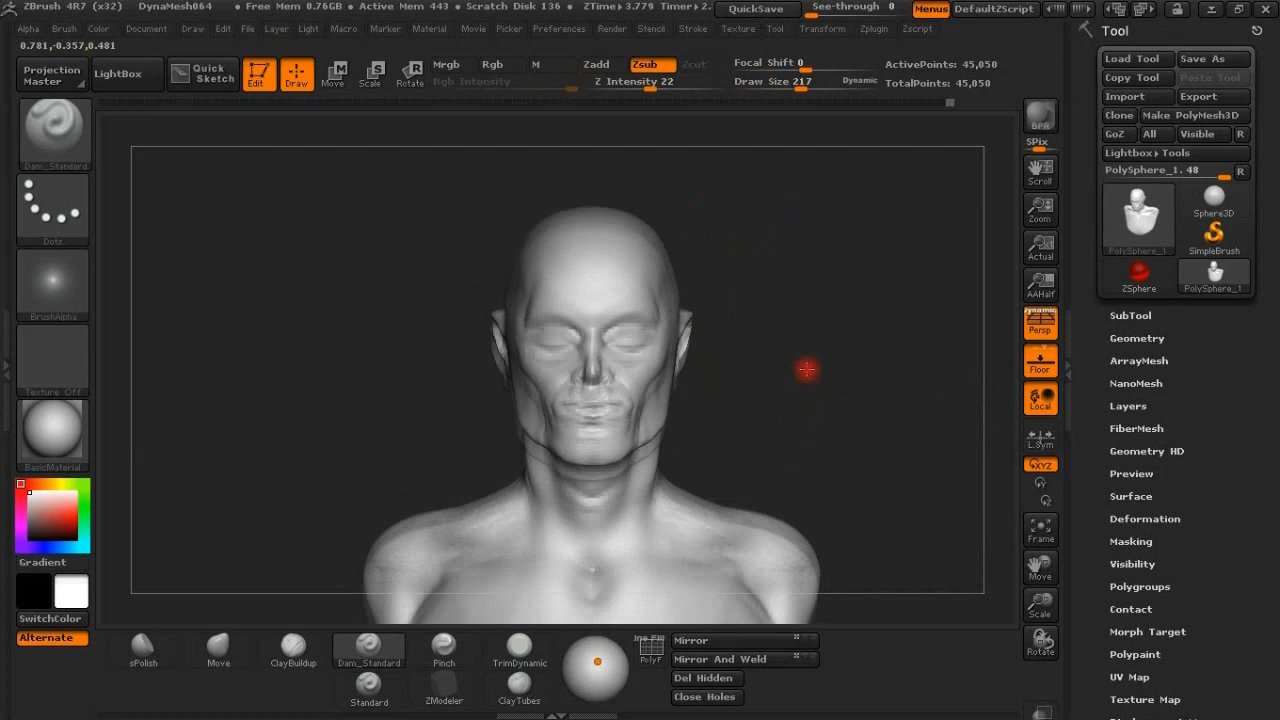 ZBrush 4R7 (x32) DynaMesh064 • Free Mem 0.76GB • Active Mem 443 • Scratch Disk 136 • ZTime▸3.779 Timer▸2. QuickSave See-through 0 Menus DefaultZScript
Alpha Brush Color Document Draw Edit File Layer Light Macro Marker Material Movie Picker Preferences Render Stencil Stroke Texture Tool Transform Zplugin Zscript
0.781,-0.357,0.481
Projection Master
LightBox
Quick Sketch
Edit
Draw
Move
Scale
Rotate
Mrgb Rgb M Zadd Zsub Zcut
Rgb Intensity Z Intensity 22
Focal Shift 0
Draw Size 217 Dynamic
ActivePoints: 45,050
TotalPoints: 45,050
Dam_Standard
Dots
BrushAlpha
Texture Off
BasicMaterial
Gradient
SwitchColor
Alternate
BPR
SPix
Scroll
Zoom
Actual
AAHalf
Dynamic
Persp
Floor
Local
L.Sym
XYZ
Frame
Move
Scale
Rotate
Tool
Load Tool Save As
Copy Tool Paste Tool
Import Export
Clone Make PolyMesh3D
GoZ All Visible R
Lightbox▸Tools
PolySphere_1. 48 R
PolySphere_1
Sphere3D
SimpleBrush
ZSphere
PolySphere_1
SubTool
Geometry
ArrayMesh
NanoMesh
Layers
FiberMesh
Geometry HD
Preview
Surface
Deformation
Masking
Visibility
Polygroups
Contact
Morph Target
Polypaint
UV Map
Texture Map
sPolish
Move
ClayBuildup
Dam_Standard
Pinch
TrimDynamic
Standard
ZModeler
ClayTubes
PolyF
Mirror
Mirror And Weld
Del Hidden
Close Holes